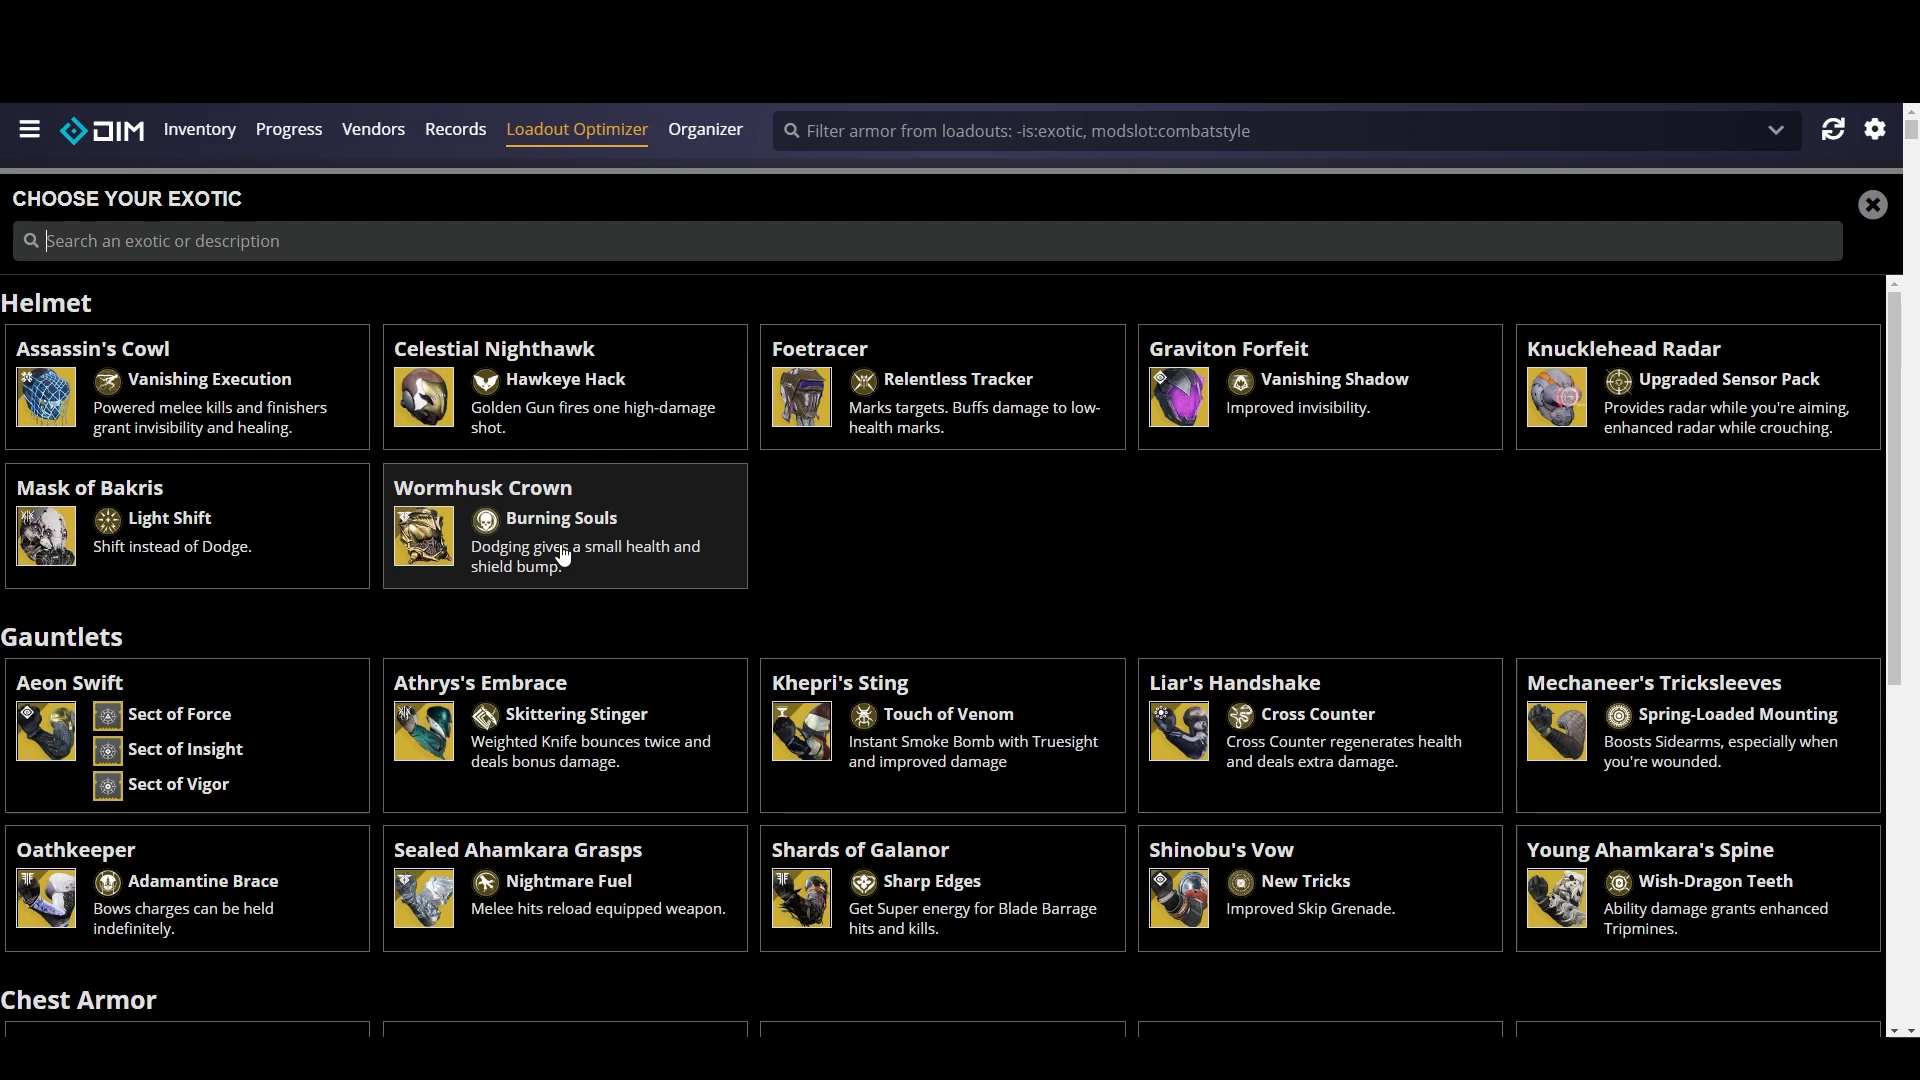 DIM Inventory Progress Vendors Records Loadout Optimizer Organizer Filter armor from loadouts: -is:exotic, modslot:combatstyle
CHOOSE YOUR EXOTIC
Search an exotic or description
Helmet
Assassin's Cowl
Vanishing Execution
Powered melee kills and finishers
grant invisibility and healing.
Celestial Nighthawk
Hawkeye Hack
Golden Gun fires one high-damage
shot.
Foetracer
Relentless Tracker
Marks targets. Buffs damage to low-
health marks.
Graviton Forfeit
Vanishing Shadow
Improved invisibility.
Knucklehead Radar
Upgraded Sensor Pack
Provides radar while you're aiming,
enhanced radar while crouching.
Mask of Bakris
Light Shift
Shift instead of Dodge.
Wormhusk Crown
Burning Souls
Dodging gives a small health and
shield bump.
Gauntlets
Aeon Swift
Sect of Force
Sect of Insight
Sect of Vigor
Athrys's Embrace
Skittering Stinger
Weighted Knife bounces twice and
deals bonus damage.
Khepri's Sting
Touch of Venom
Instant Smoke Bomb with Truesight
and improved damage
Liar's Handshake
Cross Counter
Cross Counter regenerates health
and deals extra damage.
Mechaneer's Tricksleeves
Spring-Loaded Mounting
Boosts Sidearms, especially when
you're wounded.
Oathkeeper
Adamantine Brace
Bows charges can be held
indefinitely.
Sealed Ahamkara Grasps
Nightmare Fuel
Melee hits reload equipped weapon.
Shards of Galanor
Sharp Edges
Get Super energy for Blade Barrage
hits and kills.
Shinobu's Vow
New Tricks
Improved Skip Grenade.
Young Ahamkara's Spine
Wish-Dragon Teeth
Ability damage grants enhanced
Tripmines.
Chest Armor